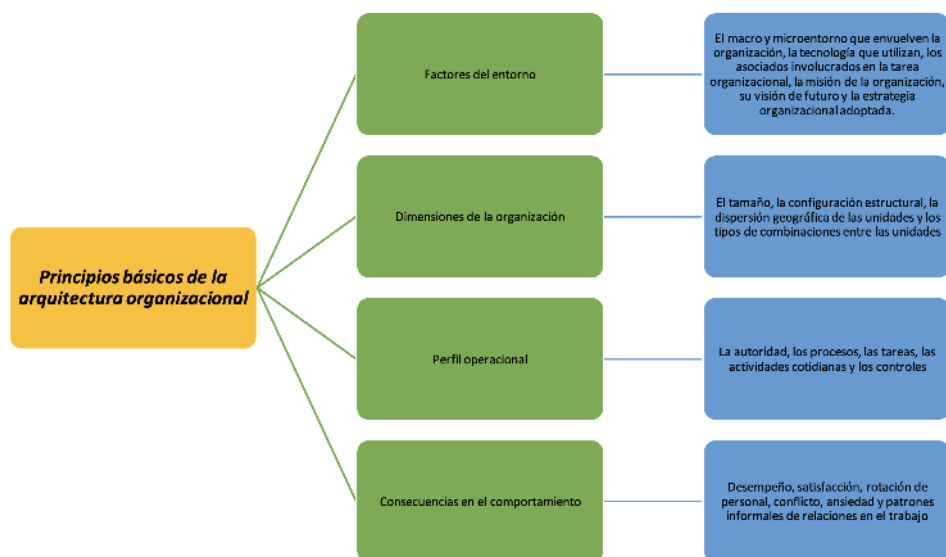 Principios básicos de la
arquitectura organizacional
Factores del entorno
El macro y microentorno que envuelven la
organización, la tecnología que utilizan, los
asociados involucrados en la tarea
organizacional, la misión de la organización,
su visión de futuro y la estrategia
organizacional adoptada.
Dimensiones de la organización
El tamaño, la configuración estructural, la
dispersión geográfica de las unidades y los
tipos de combinaciones entre las unidades
Perfil operacional
La autoridad, los procesos, las tareas, las
actividades cotidianas y los controles
Consecuencias en el comportamiento
Desempeño, satisfacción, rotación de
personal, conflicto, ansiedad y patrones
informales de relaciones en el trabajo